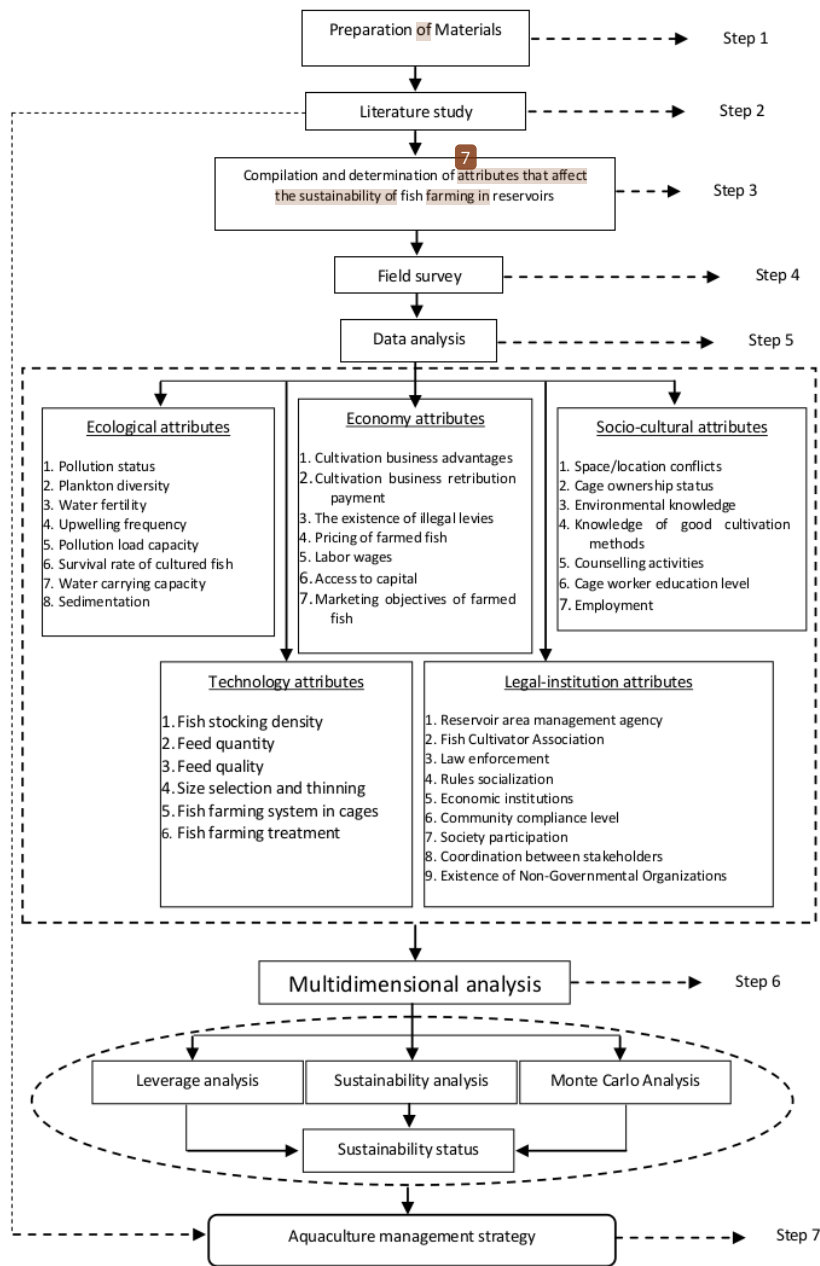 Preparation of Materials
Step 1
Literature study
Step 2
7
Compilation and determination of attributes that affect
the sustainability of fish farming in reservoirs
Step 3
Field survey
Step 4
Data analysis
Step 5
Ecological attributes
1. Pollution status
2. Plankton diversity
3. Water fertility
4. Upwelling frequency
5. Pollution load capacity
6. Survival rate of cultured fish
7. Water carrying capacity
8. Sedimentation
Economy attributes
1. Cultivation business advantages
2. Cultivation business retribution
payment
3. The existence of illegal levies
4. Pricing of farmed fish
5. Labor wages
6. Access to capital
7. Marketing objectives of farmed
fish
Socio-cultural attributes
1. Space/location conflicts
2. Cage ownership status
3. Environmental knowledge
4. Knowledge of good cultivation
methods
5. Counselling activities
6. Cage worker education level
7. Employment
Technology attributes
1. Fish stocking density
2. Feed quantity
3. Feed quality
4. Size selection and thinning
5. Fish farming system in cages
6. Fish farming treatment
Legal-institution attributes
1. Reservoir area management agency
2. Fish Cultivator Association
3. Law enforcement
4. Rules socialization
5. Economic institutions
6. Community compliance level
7. Society participation
8. Coordination between stakeholders
9. Existence of Non-Governmental Organizations
Multidimensional analysis
Step 6
Leverage analysis
Sustainability analysis
Monte Carlo Analysis
Sustainability status
Aquaculture management strategy
Step 7